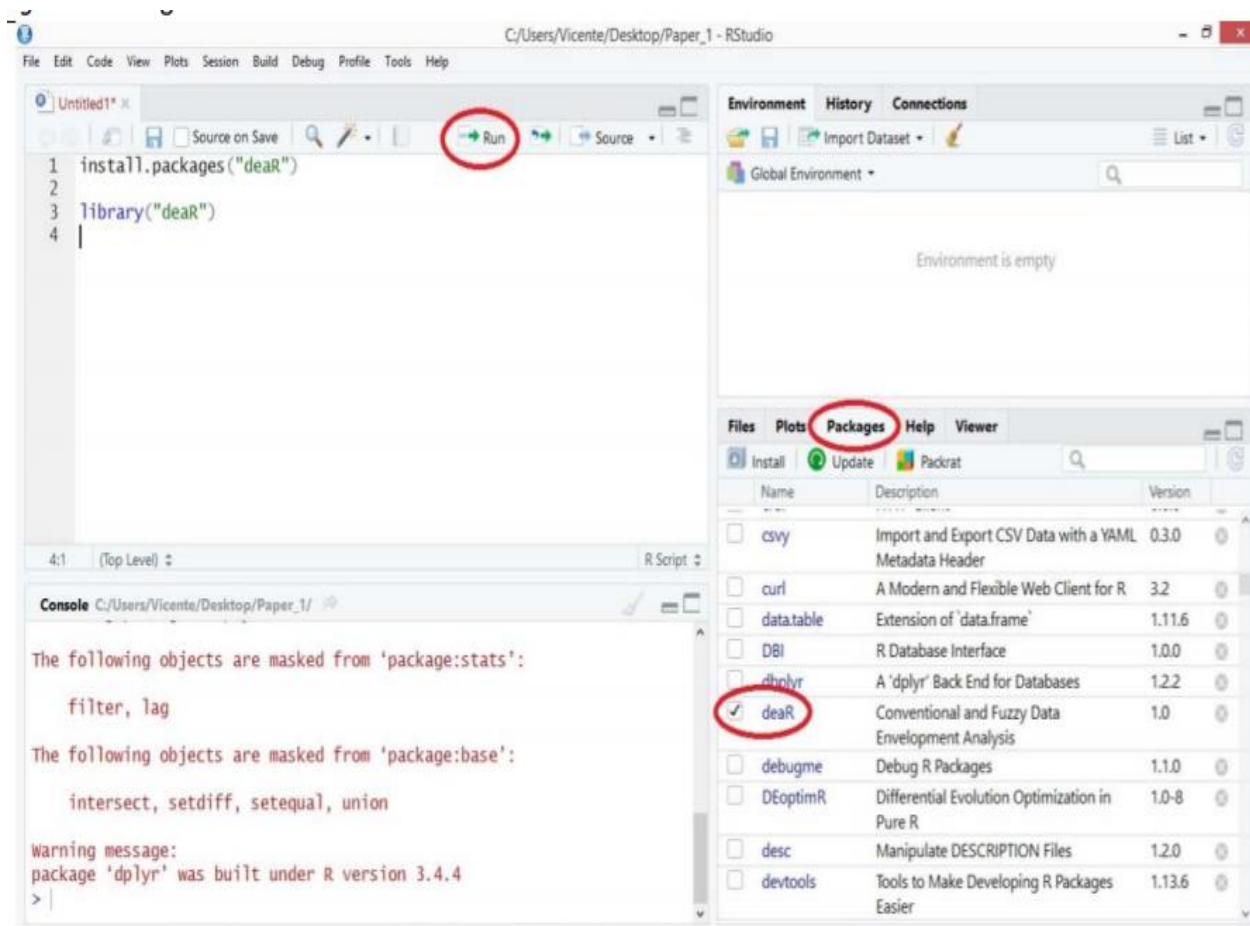 C:/Users/Vicente/Desktop/Paper_1 - RStudio
File Edit Code View Plots Session Build Debug Profile Tools Help
Untitled1*
Source on Save
Run
Source
1 install.packages("deaR")
2
3 library("deaR")
4
4:1 (Top Level) R Script
Console C:/Users/Vicente/Desktop/Paper_1/
The following objects are masked from 'package:stats':
filter, lag
The following objects are masked from 'package:base':
intersect, setdiff, setequal, union
Warning message:
package 'dplyr' was built under R version 3.4.4
>
Environment History Connections
Import Dataset
List
Global Environment
Environment is empty
Files Plots Packages Help Viewer
Install Update Packrat
Name Description Version
csvy Import and Export CSV Data with a YAML 0.3.0
Metadata Header
curl A Modern and Flexible Web Client for R 3.2
data.table Extension of `data.frame` 1.11.6
DBI R Database Interface 1.0.0
dbplyr A 'dplyr' Back End for Databases 1.2.2
deaR Conventional and Fuzzy Data 1.0
Envelopment Analysis
debugme Debug R Packages 1.1.0
DEoptimR Differential Evolution Optimization in 1.0-8
Pure R
desc Manipulate DESCRIPTION Files 1.2.0
devtools Tools to Make Developing R Packages 1.13.6
Easier